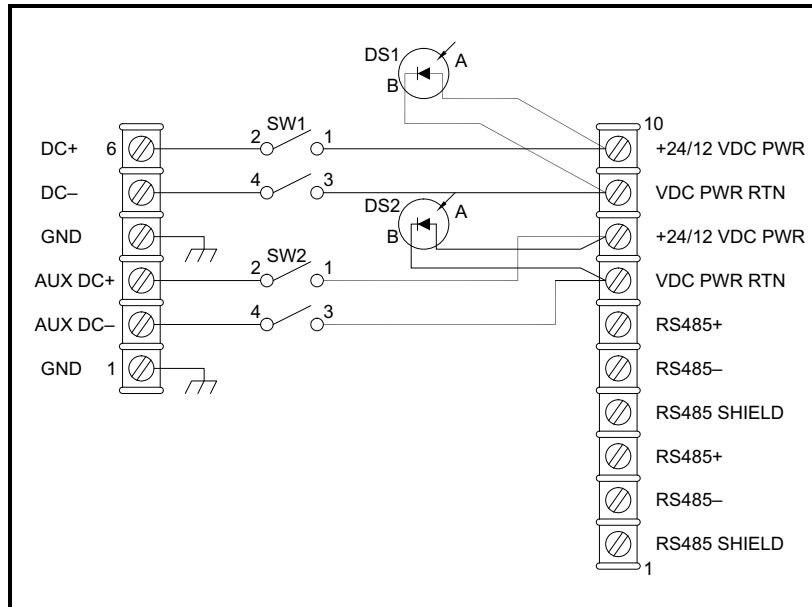 DS1
A
B
10
SW1
DC+ 6
2 1
+24/12 VDC PWR
DC–
4 3
VDC PWR RTN
DS2
A
B
GND
+24/12 VDC PWR
SW2
AUX DC+
2 1
VDC PWR RTN
AUX DC–
4 3
RS485+
GND 1
RS485–
RS485 SHIELD
RS485+
RS485–
RS485 SHIELD
1